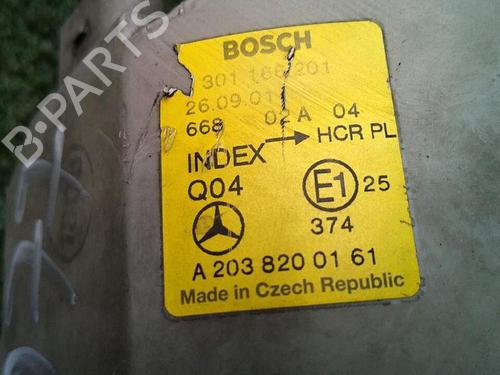 BOSCH
301 166 201
26.09.01
668 02 A 04
INDEX → HCR PL
Q04 E1 25
374
A 203 820 01 61
Made in Czech Republic
B-PARTS